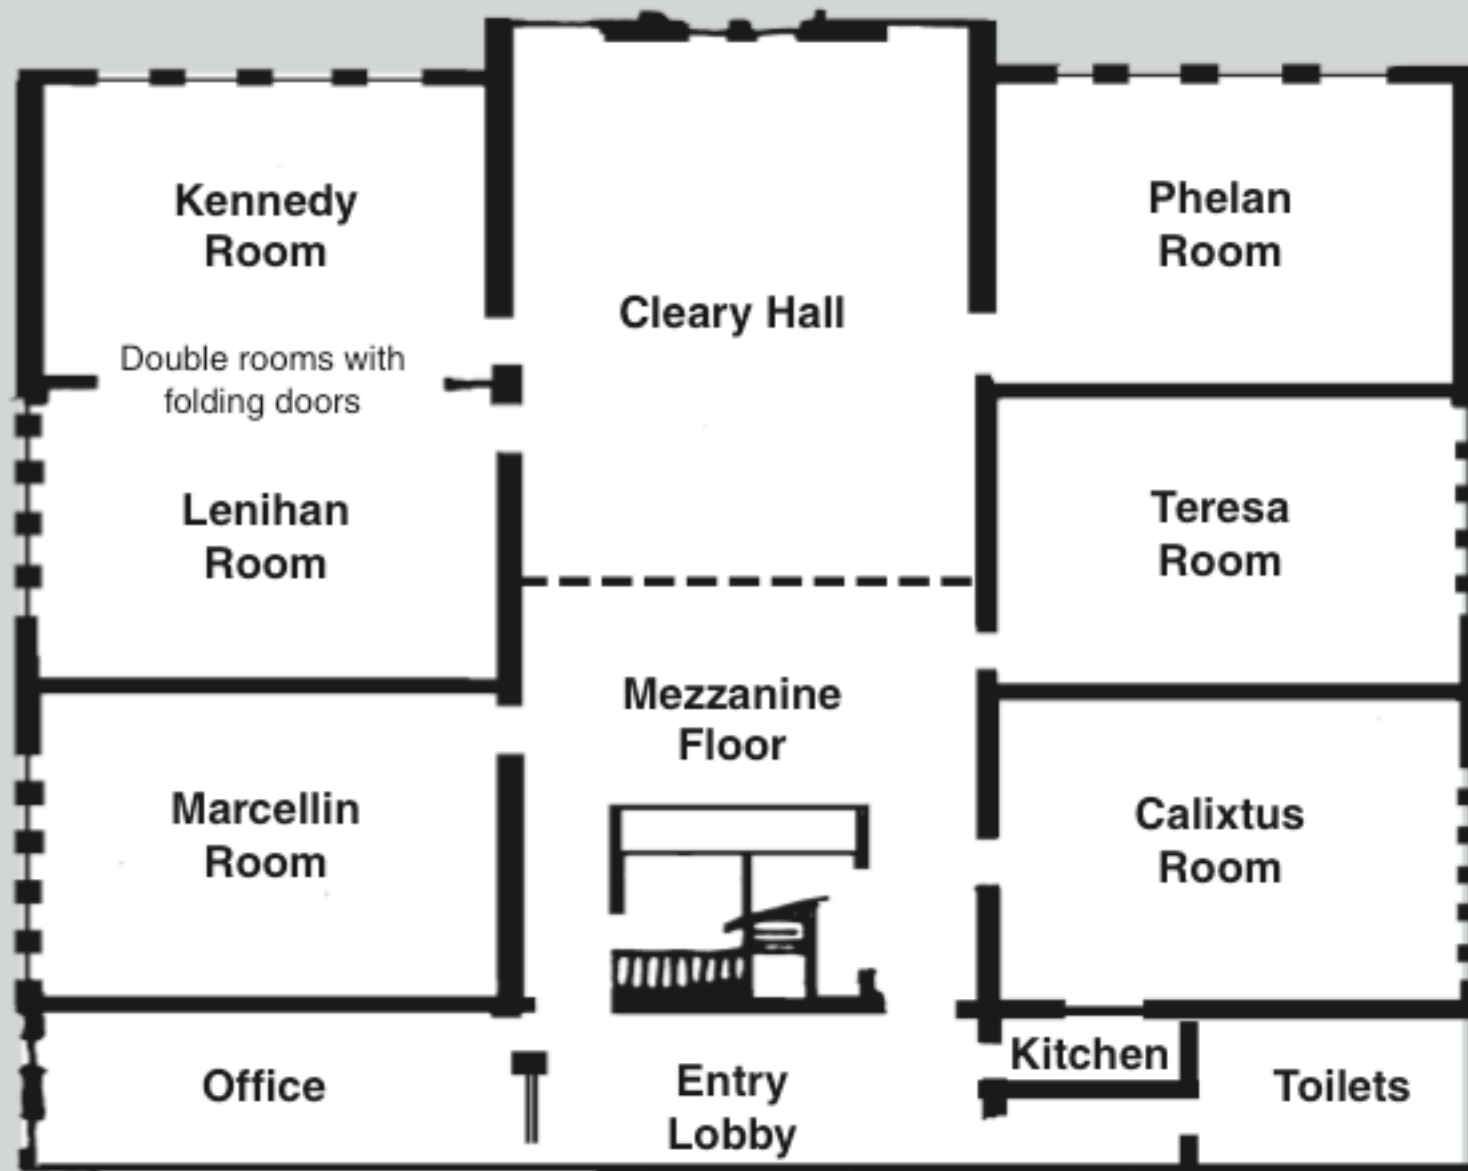 Kennedy
Room
Phelan
Room
Cleary Hall
Double rooms with
folding doors
Lenihan
Room
Teresa
Room
Mezzanine
Floor
Marcellin
Room
Calixtus
Room
Office
Entry
Lobby
Kitchen
Toilets